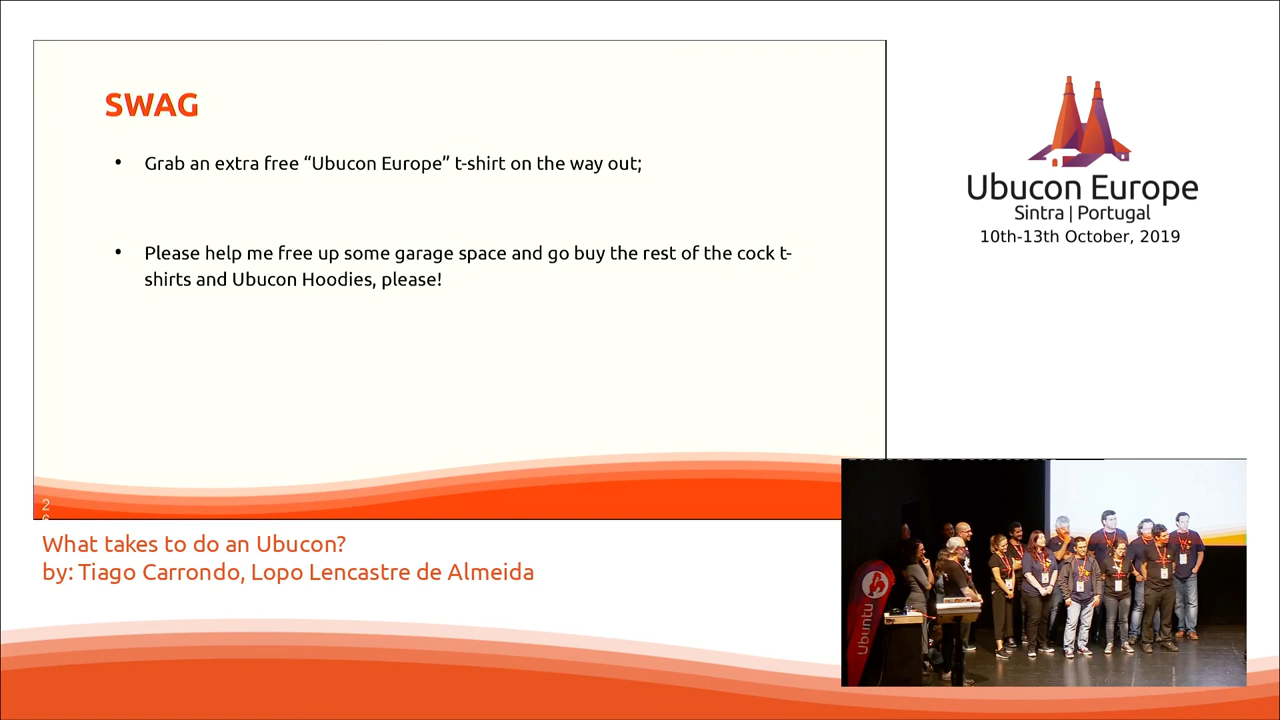 SWAG
• Grab an extra free “Ubucon Europe” t-shirt on the way out;
• Please help me free up some garage space and go buy the rest of the cock t-
shirts and Ubucon Hoodies, please!
2
What takes to do an Ubucon?
by: Tiago Carrondo, Lopo Lencastre de Almeida
Ubucon Europe
Sintra | Portugal
10th-13th October, 2019
Ubuntu